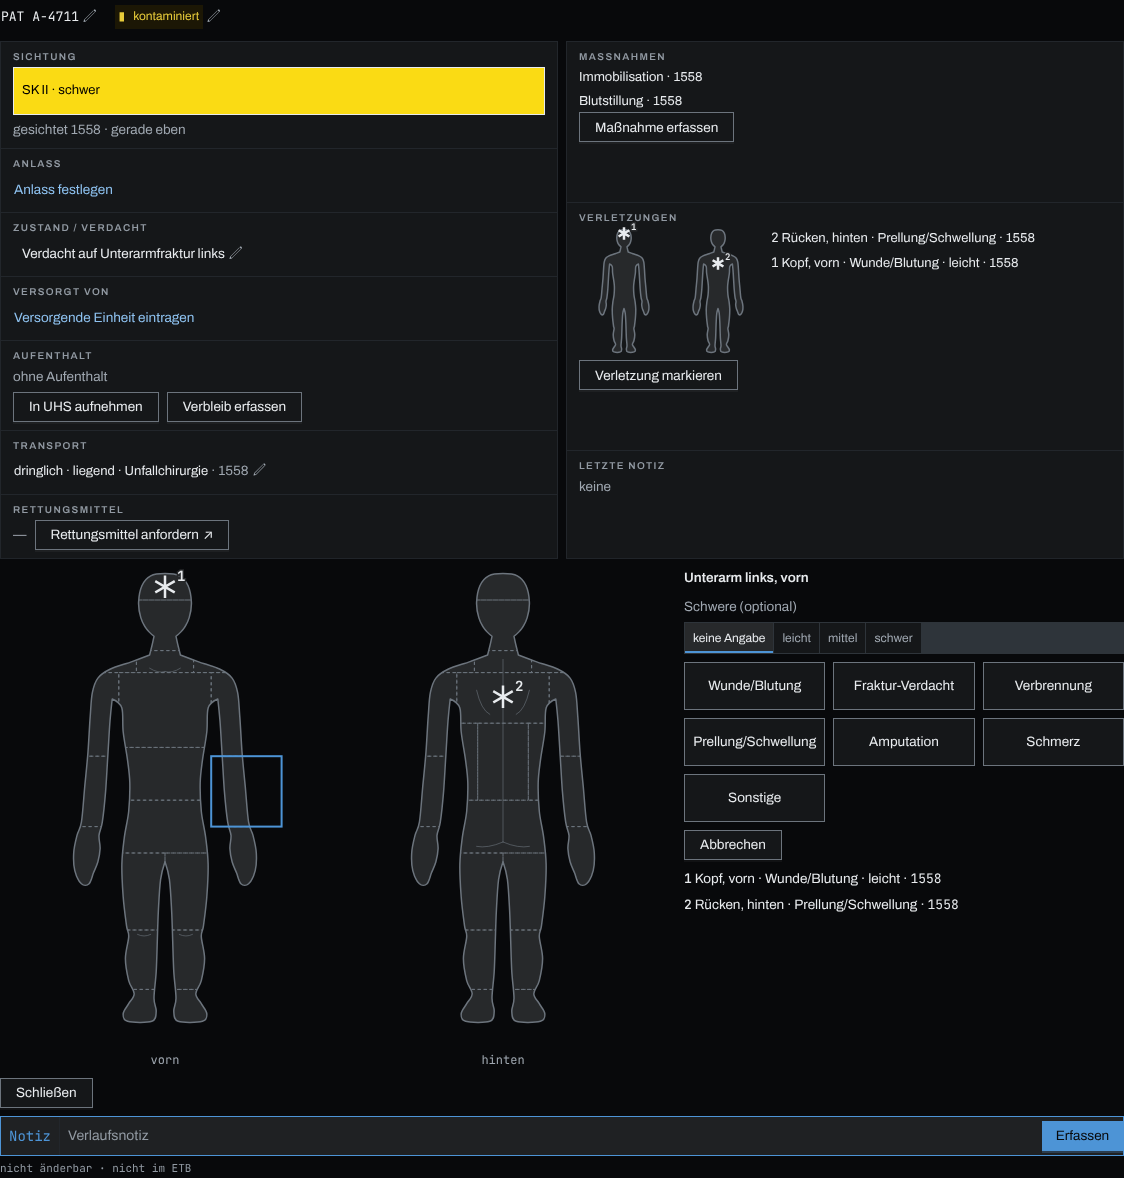 PAT A-4711
kontaminiert
SICHTUNG
SK II · schwer
gesichtet 1558 · gerade eben
ANLASS
Anlass festlegen
ZUSTAND / VERDACHT
Verdacht auf Unterarmfraktur links
VERSORGT VON
Versorgende Einheit eintragen
AUFENTHALT
ohne Aufenthalt
In UHS aufnehmen
Verbleib erfassen
TRANSPORT
dringlich · liegend · Unfallchirurgie · 1558
RETTUNGSMITTEL
— Rettungsmittel anfordern ↗
MASSNAHMEN
Immobilisation · 1558
Blutstillung · 1558
Maßnahme erfassen
VERLETZUNGEN
1
2
2 Rücken, hinten · Prellung/Schwellung · 1558
1 Kopf, vorn · Wunde/Blutung · leicht · 1558
Verletzung markieren
LETZTE NOTIZ
keine
1
2
vorn
hinten
Unterarm links, vorn
Schwere (optional)
keine Angabe
leicht
mittel
schwer
Wunde/Blutung
Fraktur-Verdacht
Verbrennung
Prellung/Schwellung
Amputation
Schmerz
Sonstige
Abbrechen
1 Kopf, vorn · Wunde/Blutung · leicht · 1558
2 Rücken, hinten · Prellung/Schwellung · 1558
Schließen
Notiz
Verlaufsnotiz
Erfassen
nicht änderbar · nicht im ETB